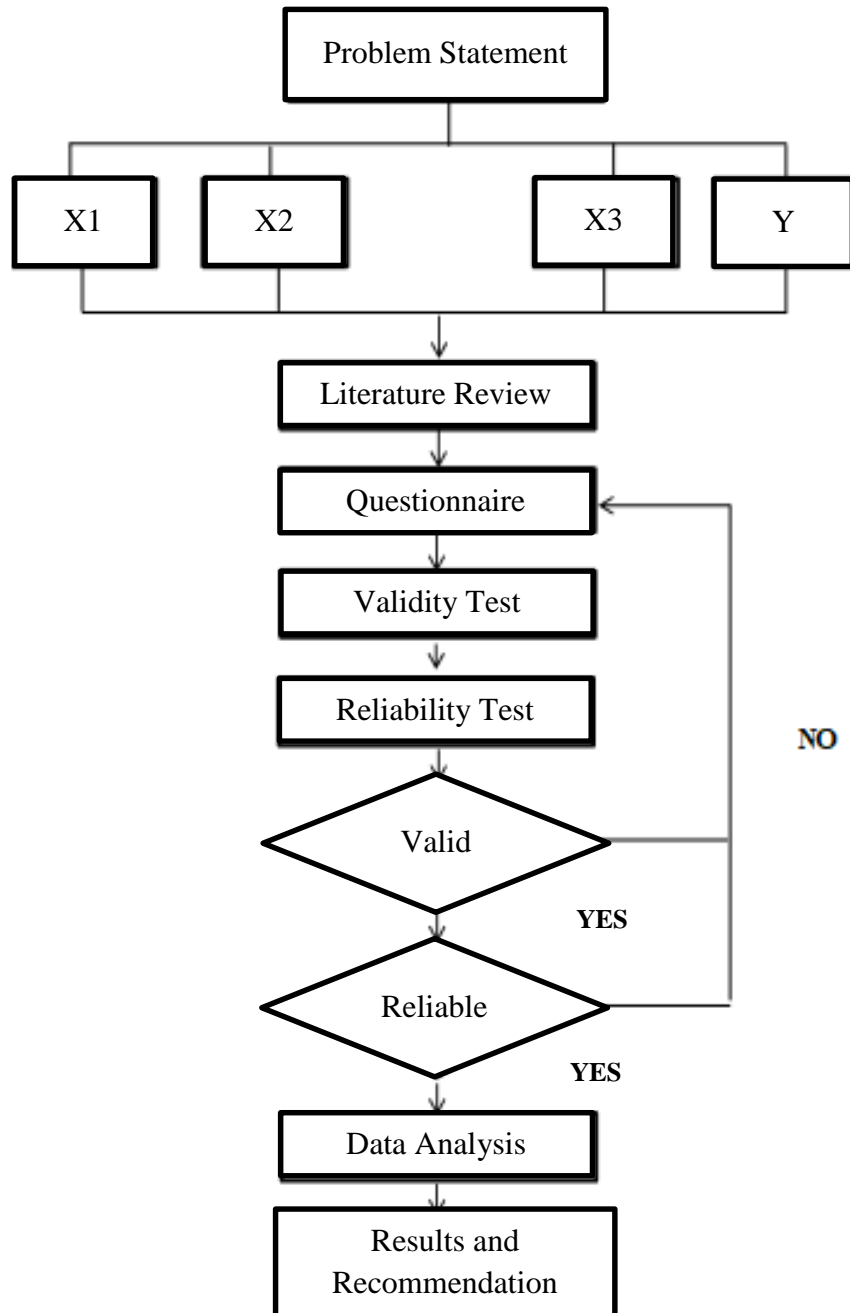 Problem Statement
X1
X2
X3
Y
Literature Review
Questionnaire
Validity Test
Reliability Test
NO
Valid
YES
Reliable
YES
Data Analysis
Results and
Recommendation